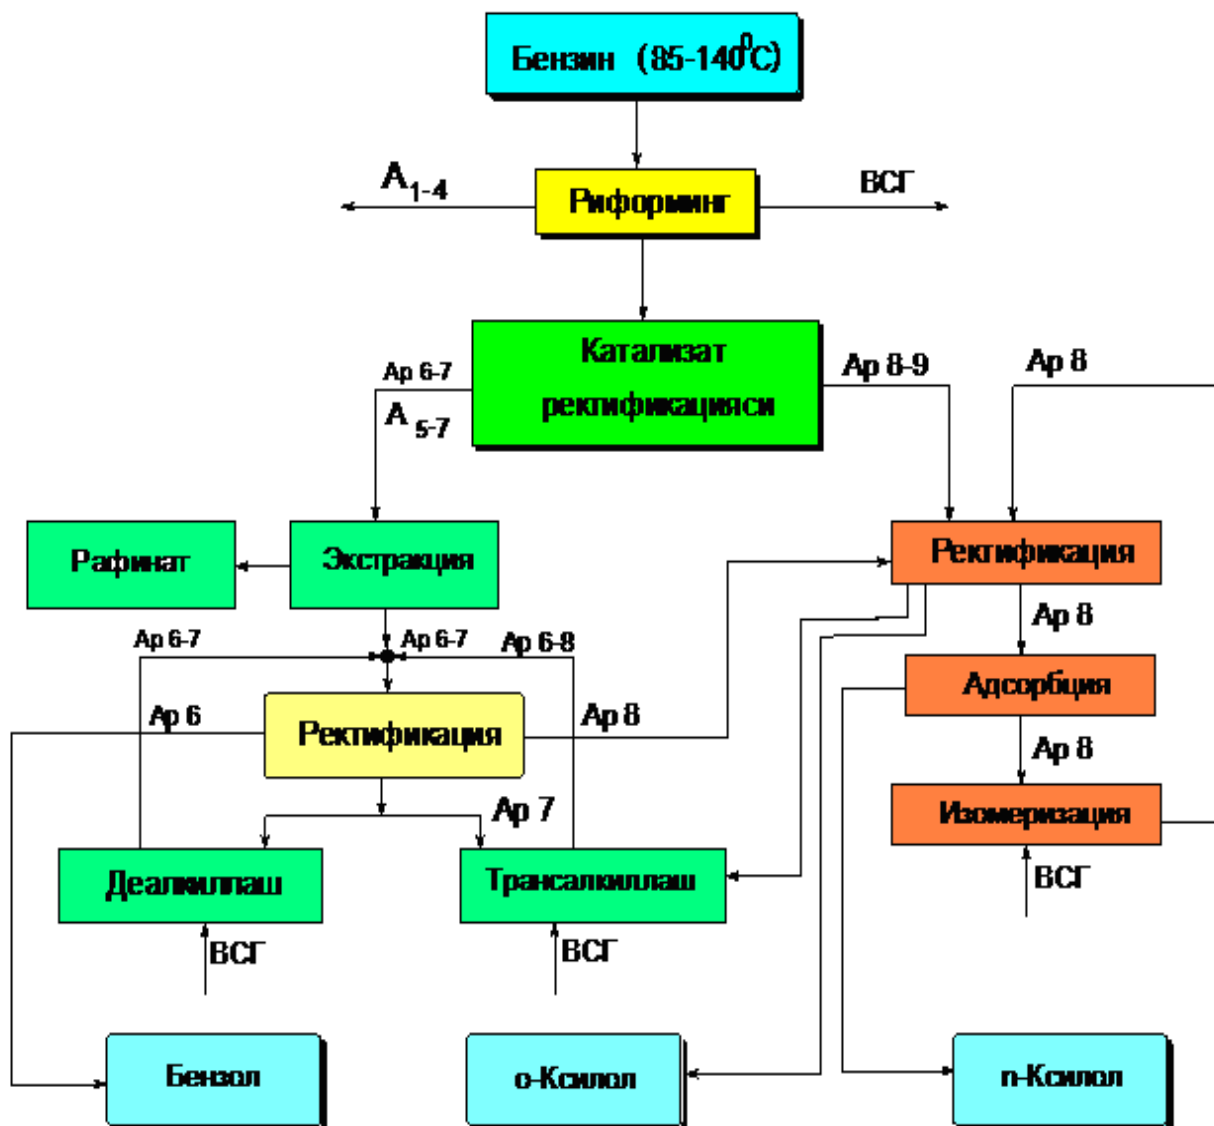 Бензин (85-140⁰С)
А₁₋₄
Риформинг
ВСГ
Катализат
ректификацияси
Ар 6-7
А ₅₋₇
Ар 8-9
Ар 8
Рафинат
Экстракция
Ректификация
Ар 6-7
Ар 6-7
Ар 6-8
Ар 8
Адсорбция
Ар 6
Ректификация
Ар 8
Ар 8
Ар 7
Изомеризация
Деалкиллаш
Трансалкиллаш
ВСГ
ВСГ
ВСГ
Бензол
о-Ксилол
n-Ксилол